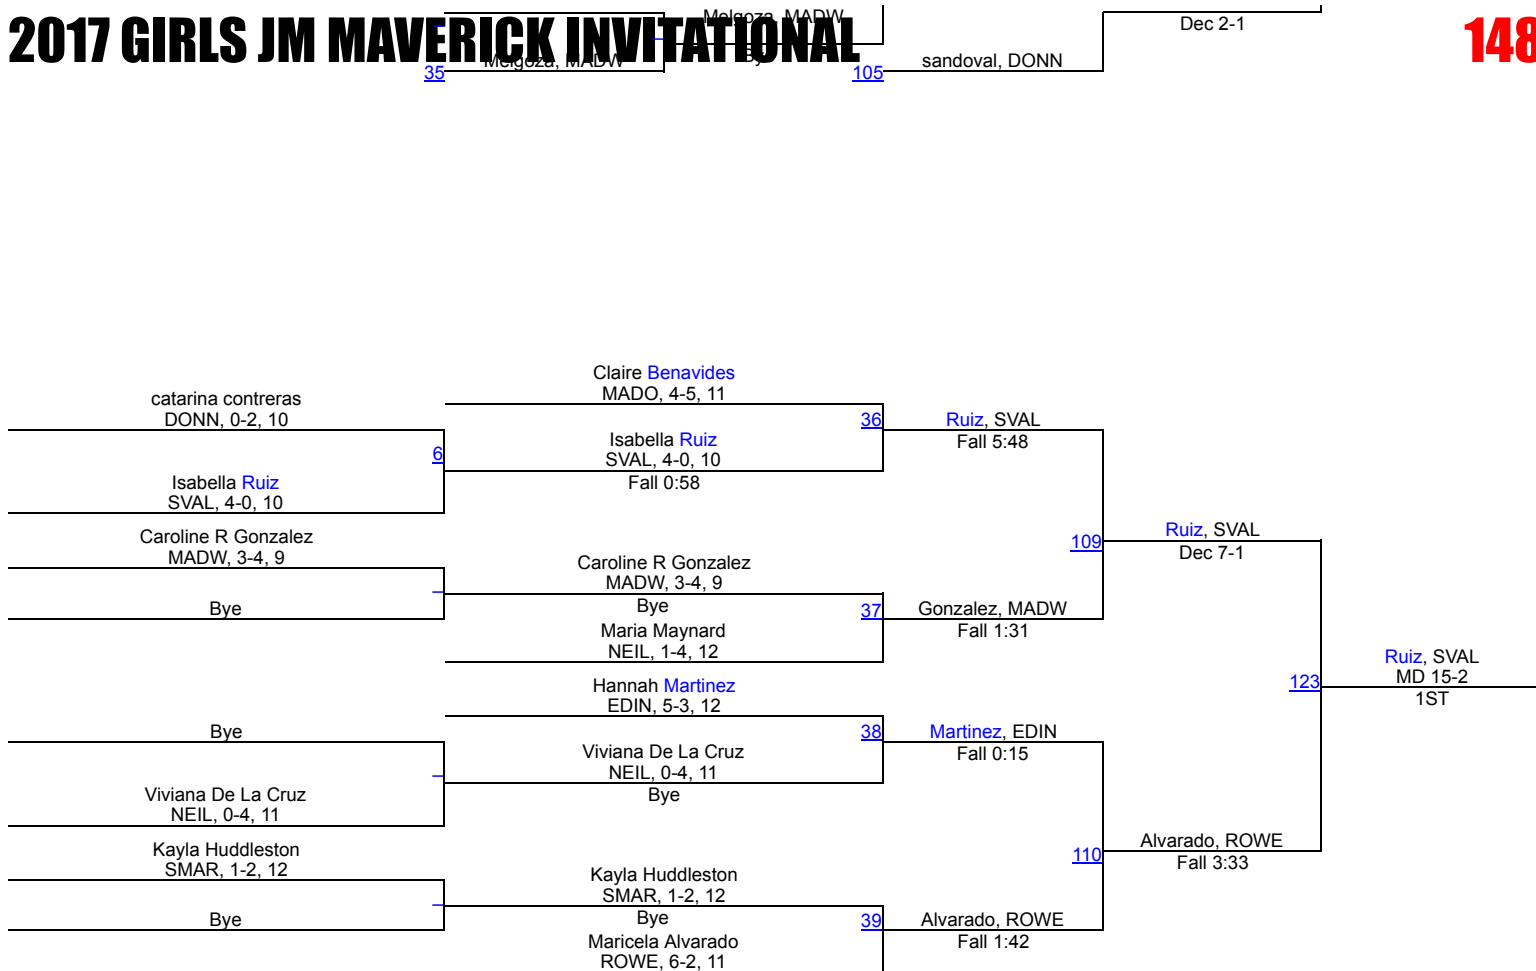 Melgoza, MADW
Dec 2-1
2017 GIRLS JM MAVERICK INVITATIONAL
148
Bye
35
Melgoza, MADW
105
sandoval, DONN
Claire Benavides
MADO, 4-5, 11
catarina contreras
DONN, 0-2, 10
36
Ruiz, SVAL
Fall 5:48
6
Isabella Ruiz
SVAL, 4-0, 10
Fall 0:58
Isabella Ruiz
SVAL, 4-0, 10
Caroline R Gonzalez
MADW, 3-4, 9
109
Ruiz, SVAL
Dec 7-1
Caroline R Gonzalez
MADW, 3-4, 9
Bye
Bye
37
Gonzalez, MADW
Fall 1:31
Maria Maynard
NEIL, 1-4, 12
123
Ruiz, SVAL
MD 15-2
1ST
Hannah Martinez
EDIN, 5-3, 12
Bye
38
Martinez, EDIN
Fall 0:15
Viviana De La Cruz
NEIL, 0-4, 11
Bye
Viviana De La Cruz
NEIL, 0-4, 11
Kayla Huddleston
SMAR, 1-2, 12
110
Alvarado, ROWE
Fall 3:33
Kayla Huddleston
SMAR, 1-2, 12
Bye
Bye
39
Alvarado, ROWE
Fall 1:42
Maricela Alvarado
ROWE, 6-2, 11